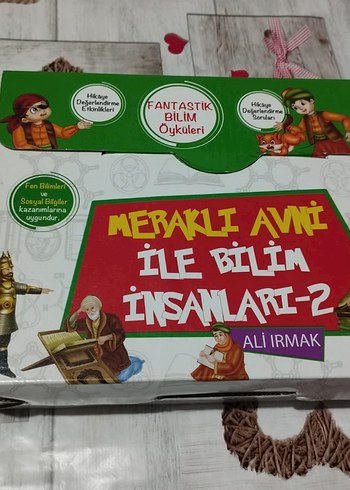 Hikâye
Değerlendirme
Etkinlikleri
FANTASTİK
BİLİM
Öyküleri
Hikâye
Değerlendirme
Soruları
Fen Bilimleri
ve
Sosyal Bilgiler
kazanımlarına
uygundur.
MERAKLI AVNİ
İLE BİLİM
İNSANLARI-2
ALİ IRMAK